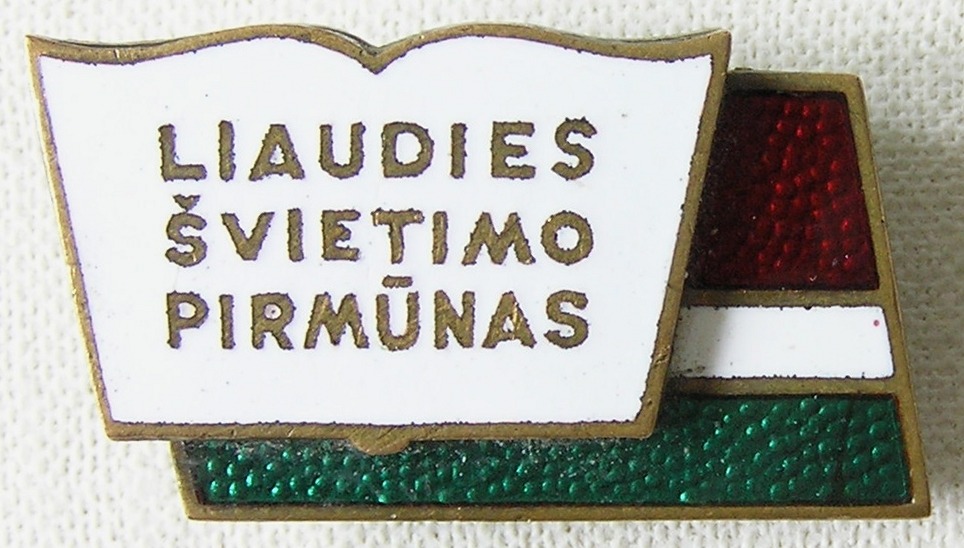 LIAUDIES
ŠVIETIMO
PIRMŪNAS